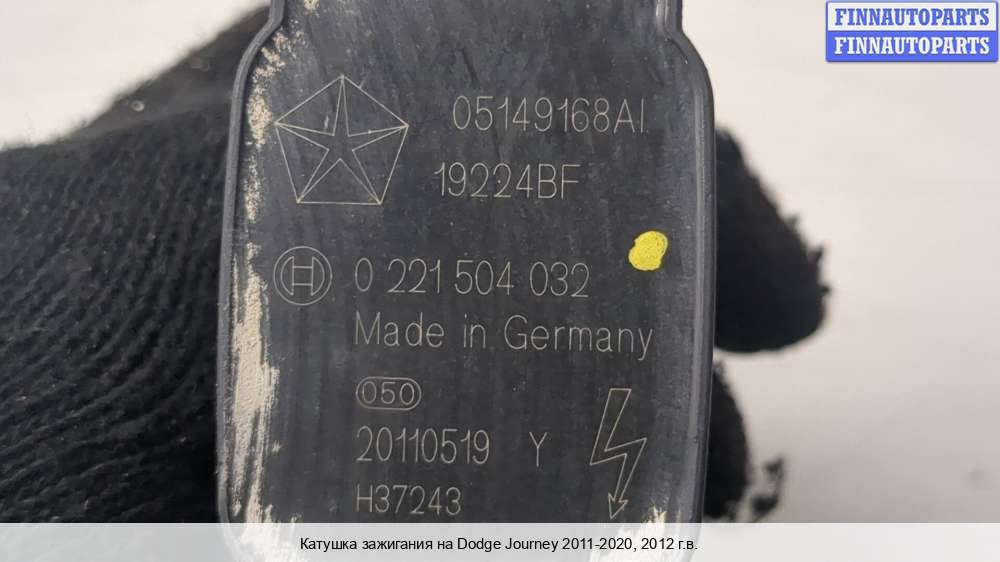 FINNAUTOPARTS
FINNAUTOPARTS
05149168AI
19224BF
H 0 221 504 032
Made in Germany
050
20110519 Y
H37243
Катушка зажигания на Dodge Journey 2011-2020, 2012 г.в.